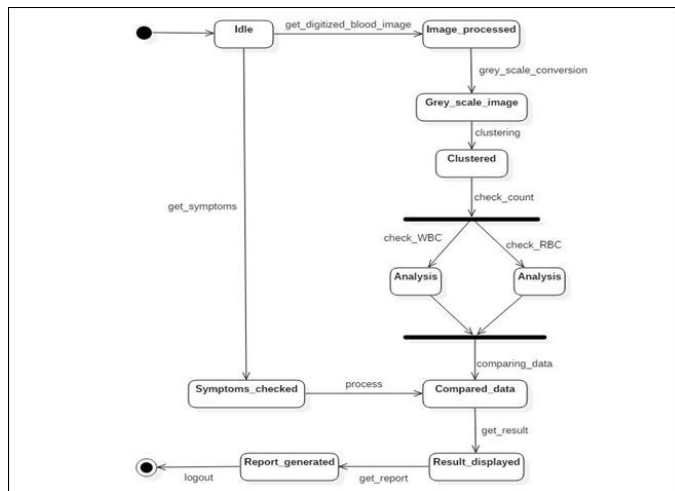 get_digitized_blood_image
Idle
Image_processed
grey_scale_conversion
Grey_scale_image
clustering
Clustered
check_count
get_symptoms
check_WBC
check_RBC
Analysis
Analysis
comparing_data
process
Symptoms_checked
Compared_data
get_result
Report_generated
Result_displayed
logout
get_report